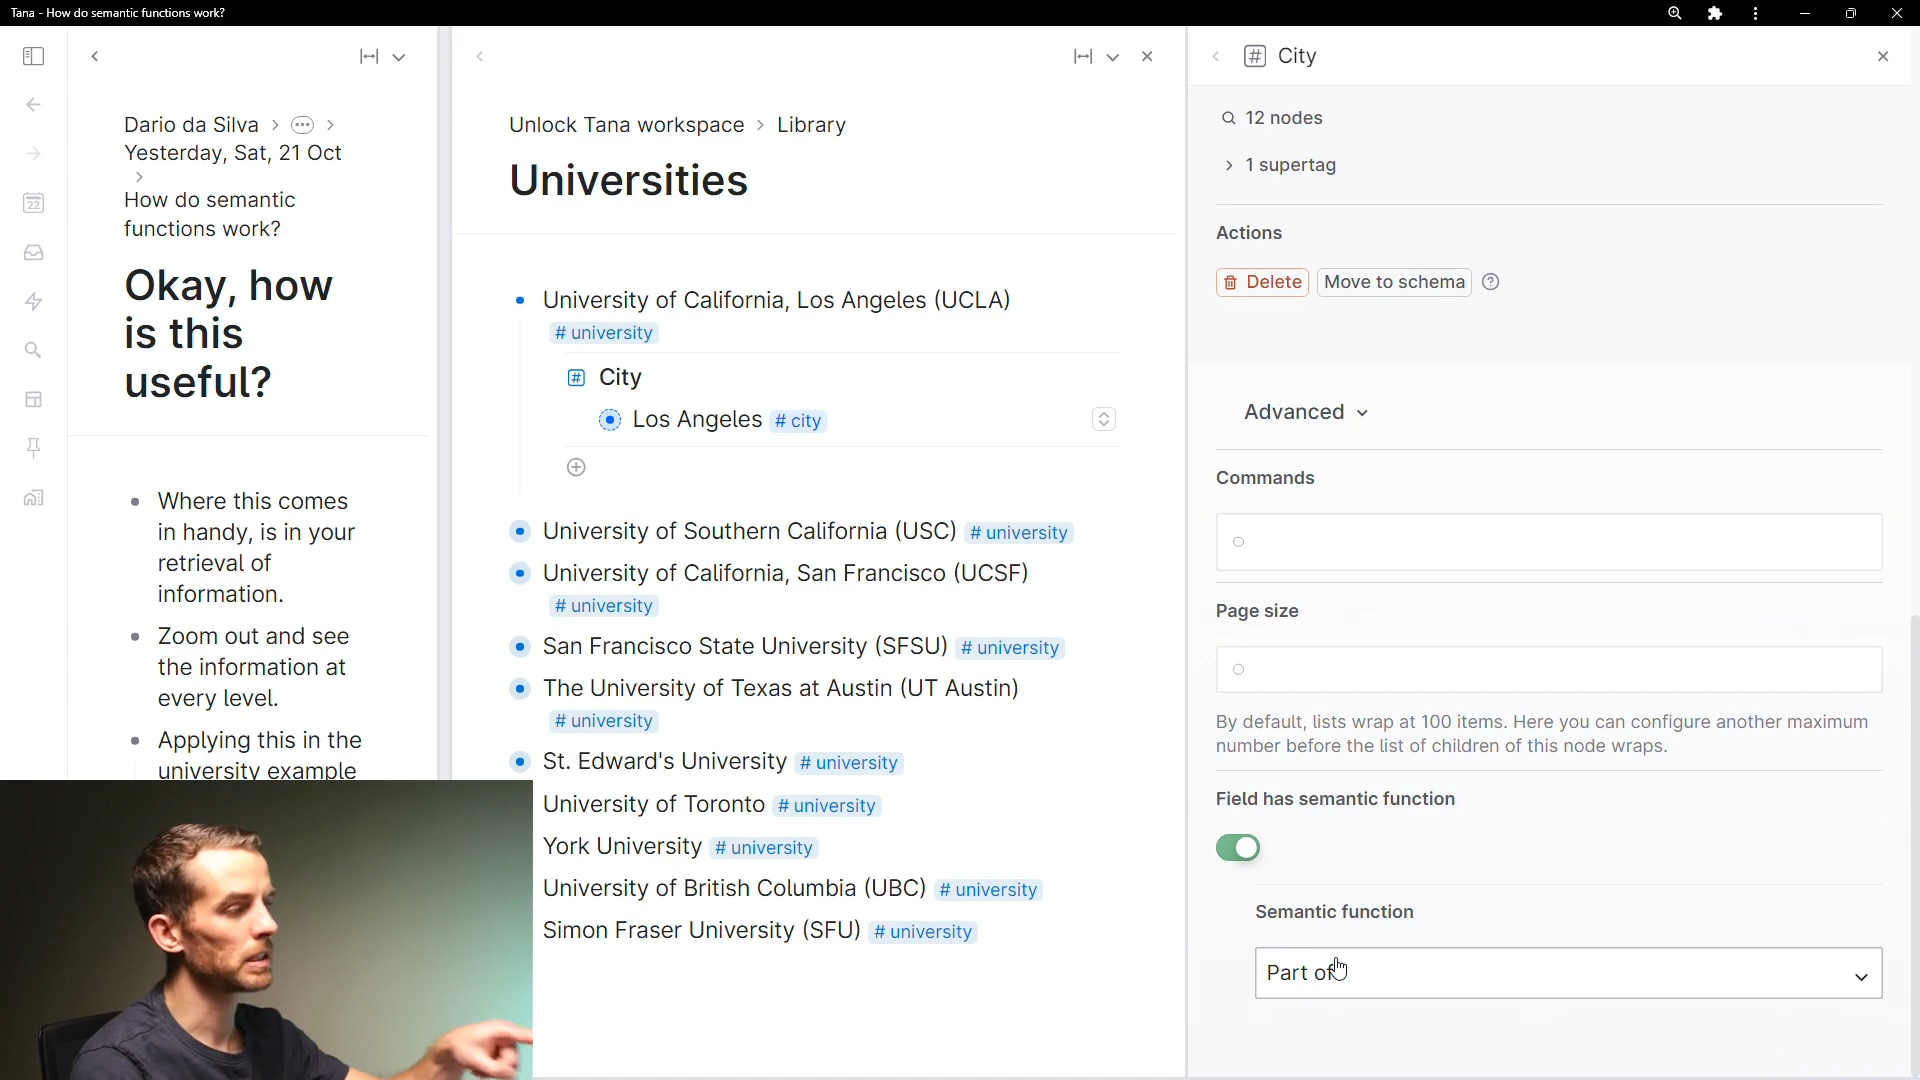 Tana - How do semantic functions work?
Dario da Silva > ... >
Yesterday, Sat, 21 Oct
>
How do semantic
functions work?
Okay, how
is this
useful?
Where this comes
in handy, is in your
retrieval of
information.
Zoom out and see
the information at
every level.
Applying this in the
university example
22
Unlock Tana workspace > Library
Universities
University of California, Los Angeles (UCLA)
# university
# City
Los Angeles # city
University of Southern California (USC) # university
University of California, San Francisco (UCSF)
# university
San Francisco State University (SFSU) # university
The University of Texas at Austin (UT Austin)
# university
St. Edward's University # university
University of Toronto # university
York University # university
University of British Columbia (UBC) # university
Simon Fraser University (SFU) # university
# City
12 nodes
> 1 supertag
Actions
Delete Move to schema ?
Advanced
Commands
Page size
By default, lists wrap at 100 items. Here you can configure another maximum
number before the list of children of this node wraps.
Field has semantic function
Semantic function
Part of